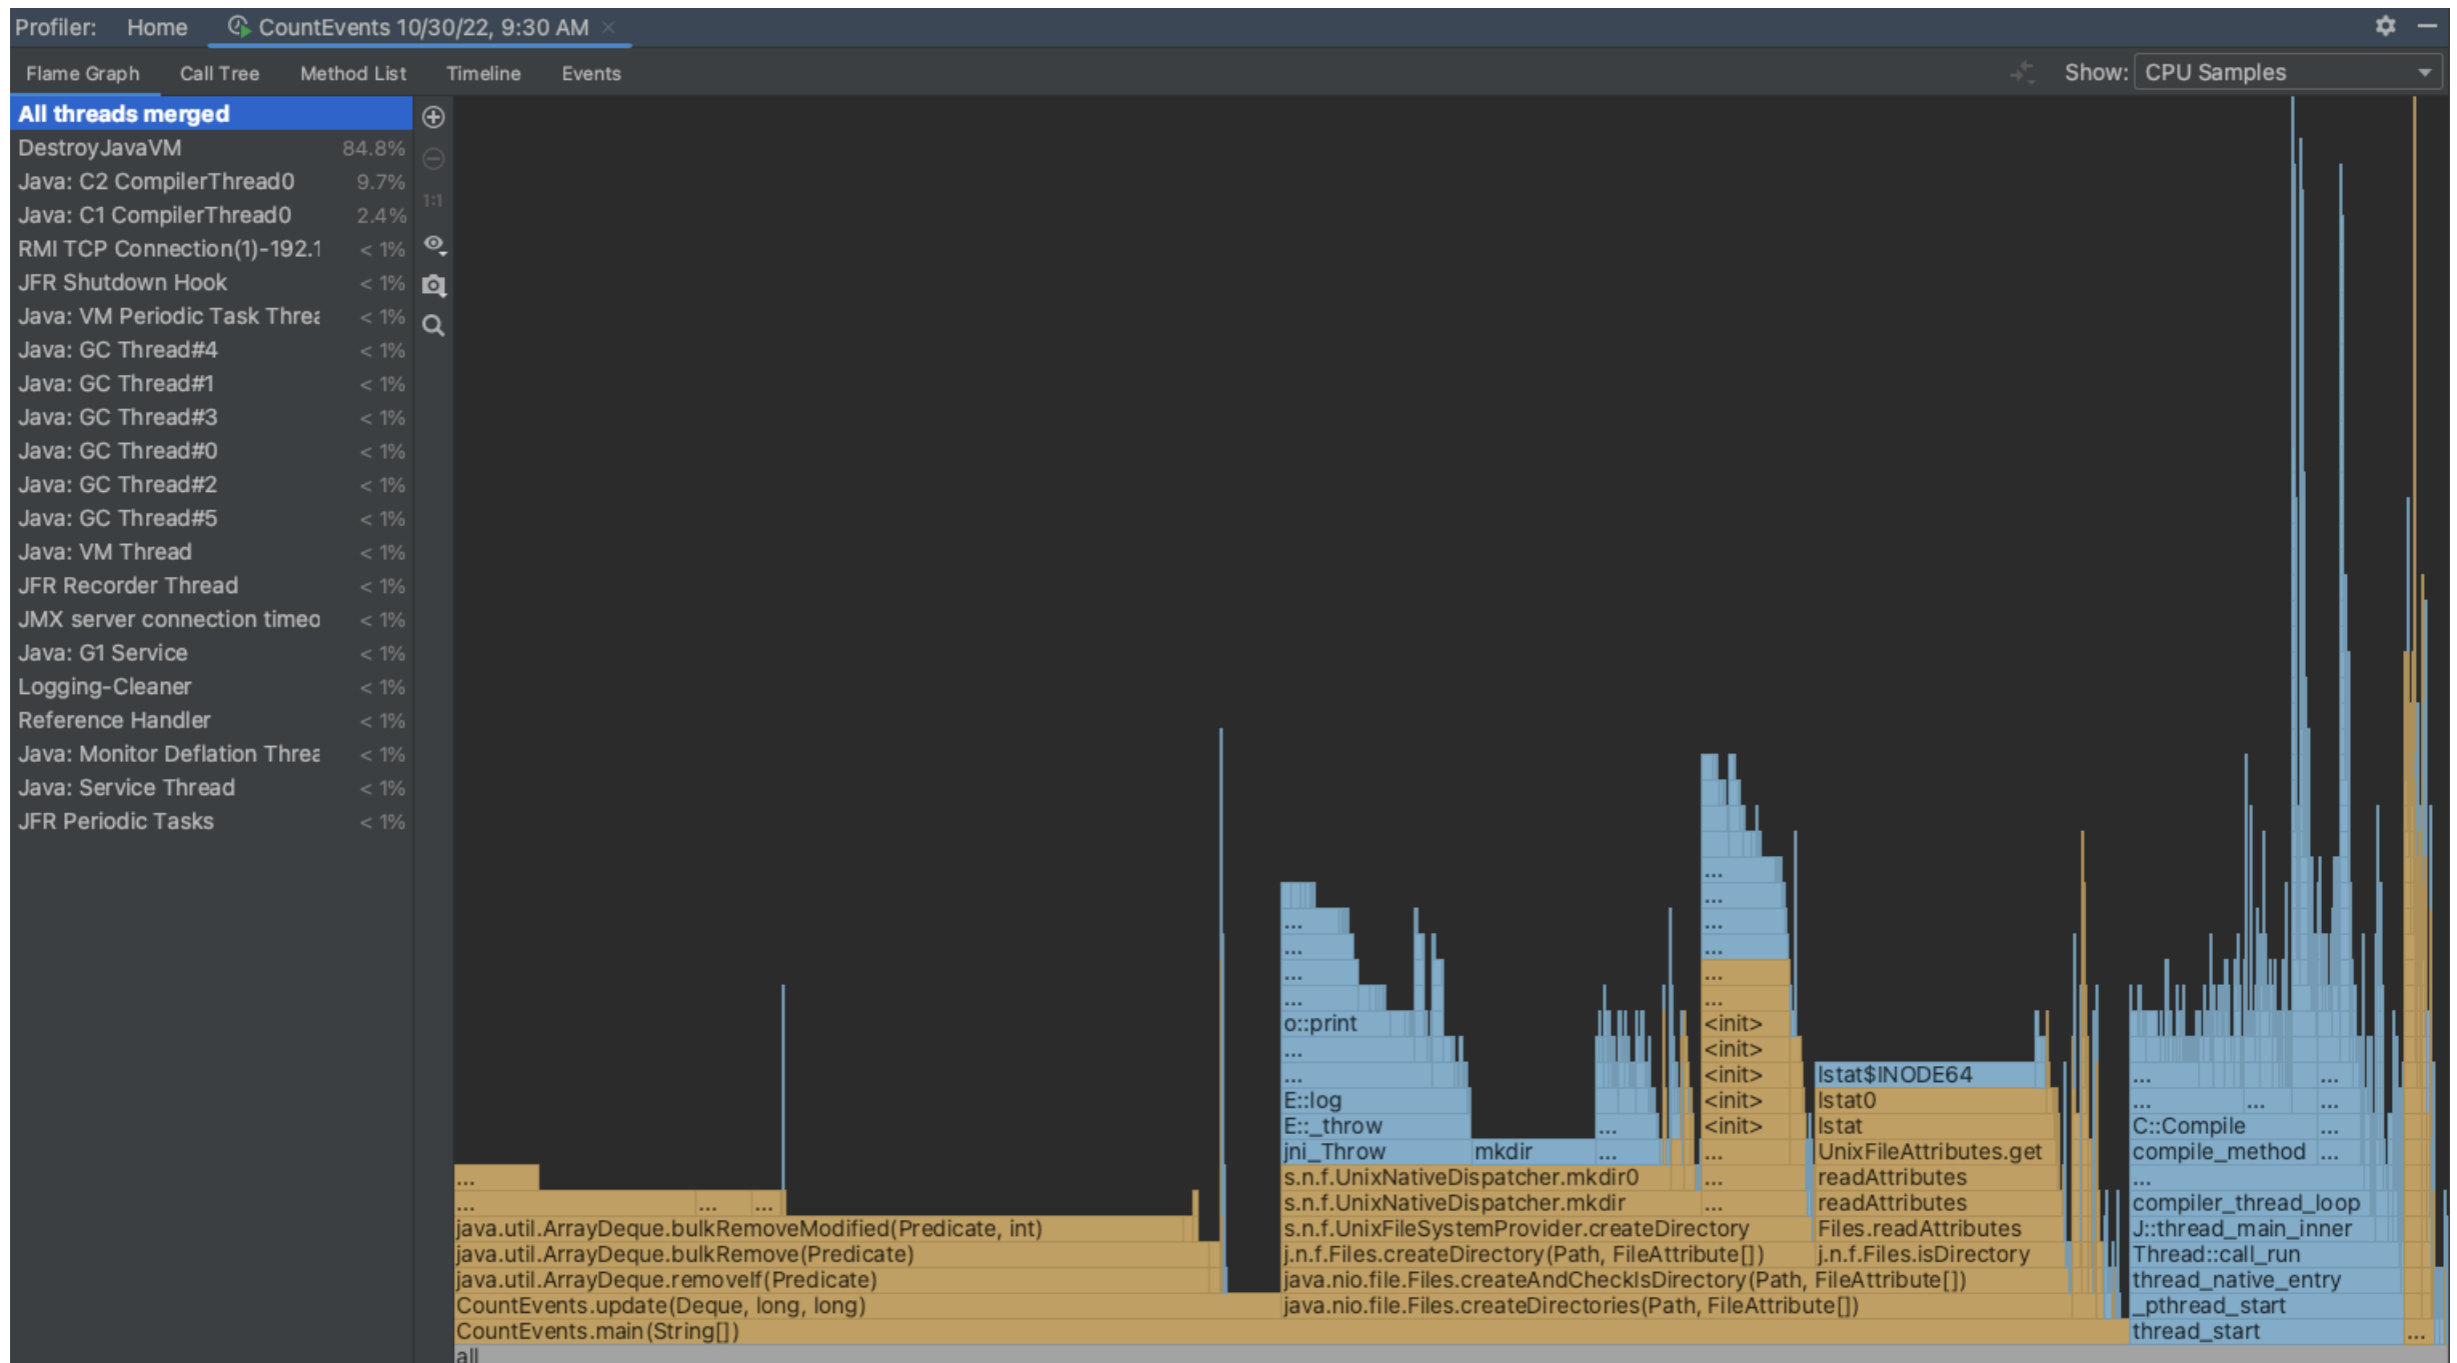 Profiler: Home CountEvents 10/30/22, 9:30 AM
Flame Graph Call Tree Method List Timeline Events Show: CPU Samples
All threads merged
DestroyJavaVM 84.8%
Java: C2 CompilerThread0 9.7%
Java: C1 CompilerThread0 2.4%
1:1
RMI TCP Connection(1)-192.1 < 1%
JFR Shutdown Hook < 1%
Java: VM Periodic Task Threa < 1%
Java: GC Thread#4 < 1%
Java: GC Thread#1 < 1%
Java: GC Thread#3 < 1%
Java: GC Thread#0 < 1%
Java: GC Thread#2 < 1%
Java: GC Thread#5 < 1%
Java: VM Thread < 1%
JFR Recorder Thread < 1%
JMX server connection timeo < 1%
Java: G1 Service < 1%
Logging-Cleaner < 1%
Reference Handler < 1%
Java: Monitor Deflation Threa < 1%
Java: Service Thread < 1%
JFR Periodic Tasks < 1%
...
... ...
... ...
... ...
... ...
... ...
o::print <init>
... <init>
... <init> lstat$INODE64 ... ...
E::log <init> lstat0 ... ... ...
E::_throw ... <init> lstat C::Compile ...
jni_Throw mkdir ... ... UnixFileAttributes.get compile_method ...
... s.n.f.UnixNativeDispatcher.mkdir0 ... readAttributes ...
... ... ... s.n.f.UnixNativeDispatcher.mkdir ... readAttributes compiler_thread_loop
java.util.ArrayDeque.bulkRemoveModified(Predicate, int) s.n.f.UnixFileSystemProvider.createDirectory Files.readAttributes J::thread_main_inner
java.util.ArrayDeque.bulkRemove(Predicate) j.n.f.Files.createDirectory(Path, FileAttribute[]) j.n.f.Files.isDirectory Thread::call_run
java.util.ArrayDeque.removeIf(Predicate) java.nio.file.Files.createAndCheckIsDirectory(Path, FileAttribute[]) thread_native_entry
CountEvents.update(Deque, long, long) java.nio.file.Files.createDirectories(Path, FileAttribute[]) _pthread_start
CountEvents.main(String[]) thread_start ...
all